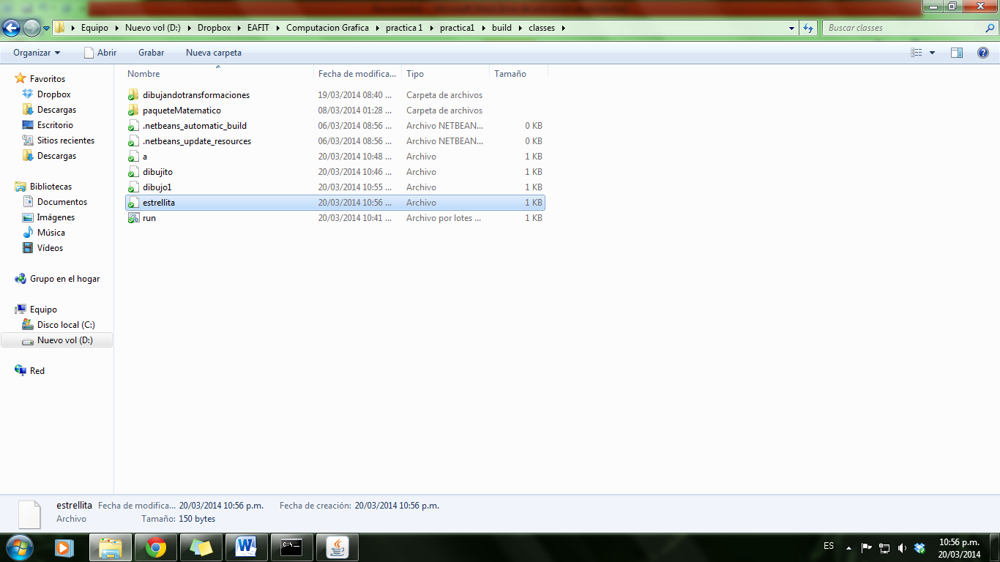 Equipo Nuevo vol (D:) Dropbox EAFIT Computacion Grafica practica 1 practica1 build classes
Buscar classes
Organizar Abrir Grabar Nueva carpeta
Favoritos
Dropbox
Descargas
Escritorio
Sitios recientes
Descargas
Bibliotecas
Documentos
Imágenes
Música
Vídeos
Grupo en el hogar
Equipo
Disco local (C:)
Nuevo vol (D:)
Red
Nombre Fecha de modifica... Tipo Tamaño
dibujandotransformaciones 19/03/2014 08:40 ... Carpeta de archivos
paqueteMatematico 08/03/2014 01:28 ... Carpeta de archivos
.netbeans_automatic_build 06/03/2014 08:56 ... Archivo NETBEAN... 0 KB
.netbeans_update_resources 06/03/2014 08:56 ... Archivo NETBEAN... 0 KB
a 20/03/2014 10:48 ... Archivo 1 KB
dibujito 20/03/2014 10:46 ... Archivo 1 KB
dibujo1 20/03/2014 10:55 ... Archivo 1 KB
estrellita 20/03/2014 10:56 ... Archivo 1 KB
run 20/03/2014 10:41 ... Archivo por lotes ... 1 KB
estrellita Fecha de modifica... 20/03/2014 10:56 p.m. Fecha de creación: 20/03/2014 10:56 p.m.
Archivo Tamaño: 150 bytes
C:\_
ES
10:56 p.m.
20/03/2014